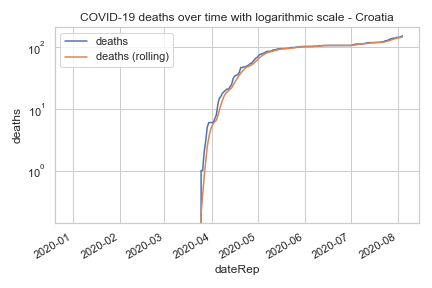 COVID-19 deaths over time with logarithmic scale - Croatia
deaths
deaths (rolling)
10²
10¹
10⁰
deaths
2020-01
2020-02
2020-03
2020-04
2020-05
2020-06
2020-07
2020-08
dateRep